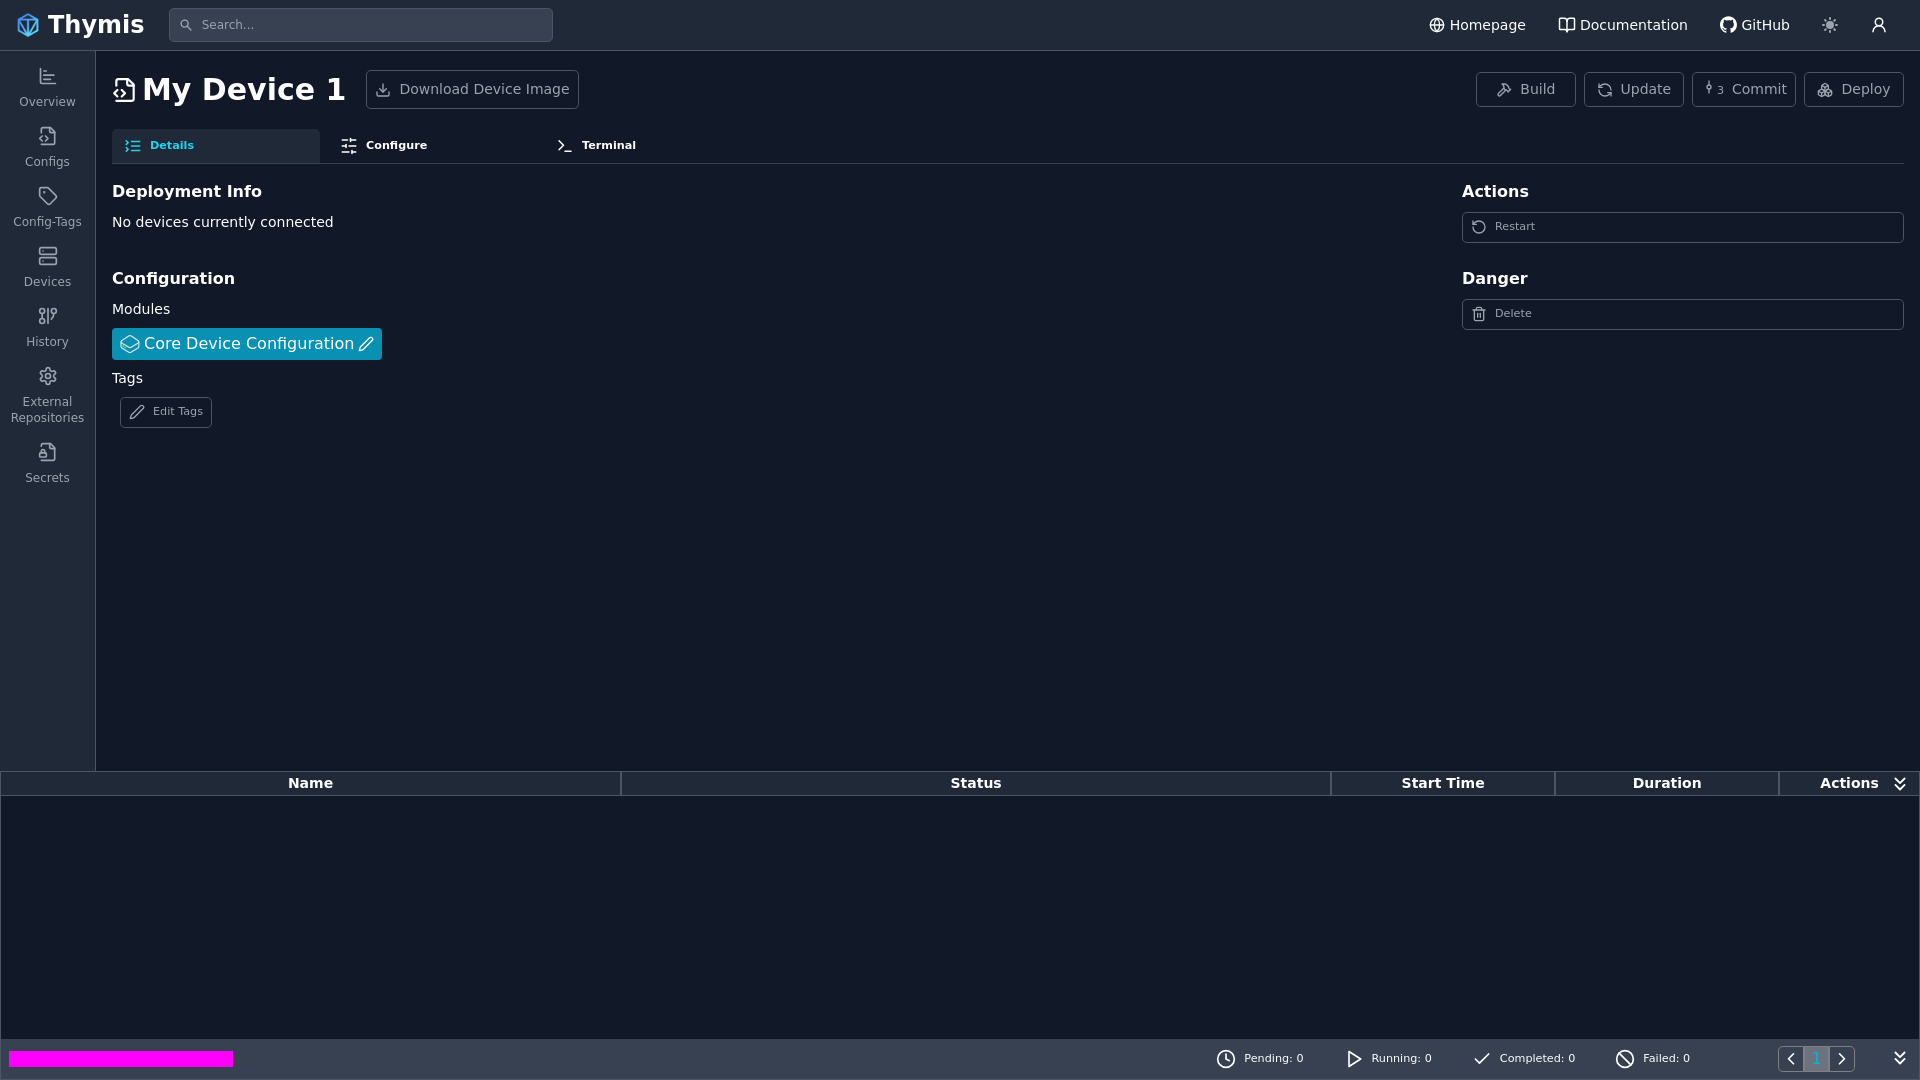 Thymis
Search...
Homepage
Documentation
GitHub
Overview
Configs
Config-Tags
Devices
History
External
Repositories
Secrets
My Device 1
Download Device Image
Build
Update
3 Commit
Deploy
Details
Configure
Terminal
Deployment Info
No devices currently connected
Configuration
Modules
Core Device Configuration
Tags
Edit Tags
Actions
Restart
Danger
Delete
Name
Status
Start Time
Duration
Actions
Pending: 0
Running: 0
Completed: 0
Failed: 0
1